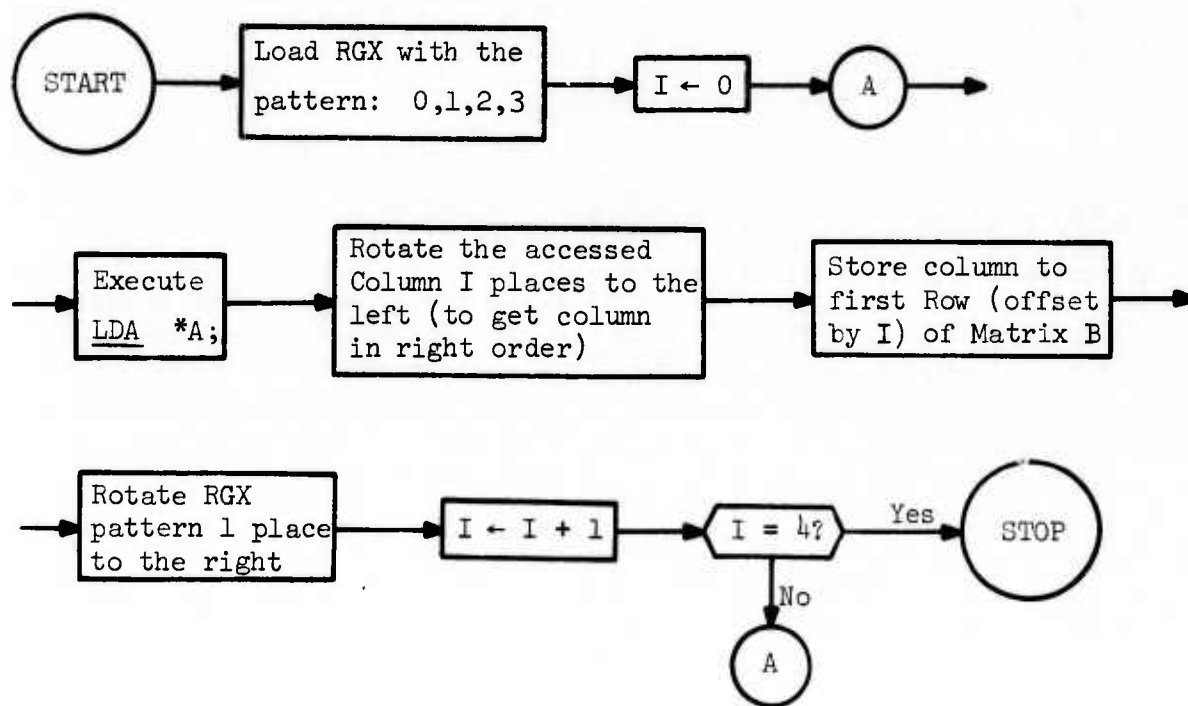 START
Load RGX with the
pattern: 0,1,2,3
I ← 0
A
Execute
LDA *A;
Rotate the accessed
Column I places to the
left (to get column
in right order)
Store column to
first Row (offset
by I) of Matrix B
Rotate RGX
pattern 1 place
to the right
I ← I + 1
I = 4?
Yes
STOP
No
A